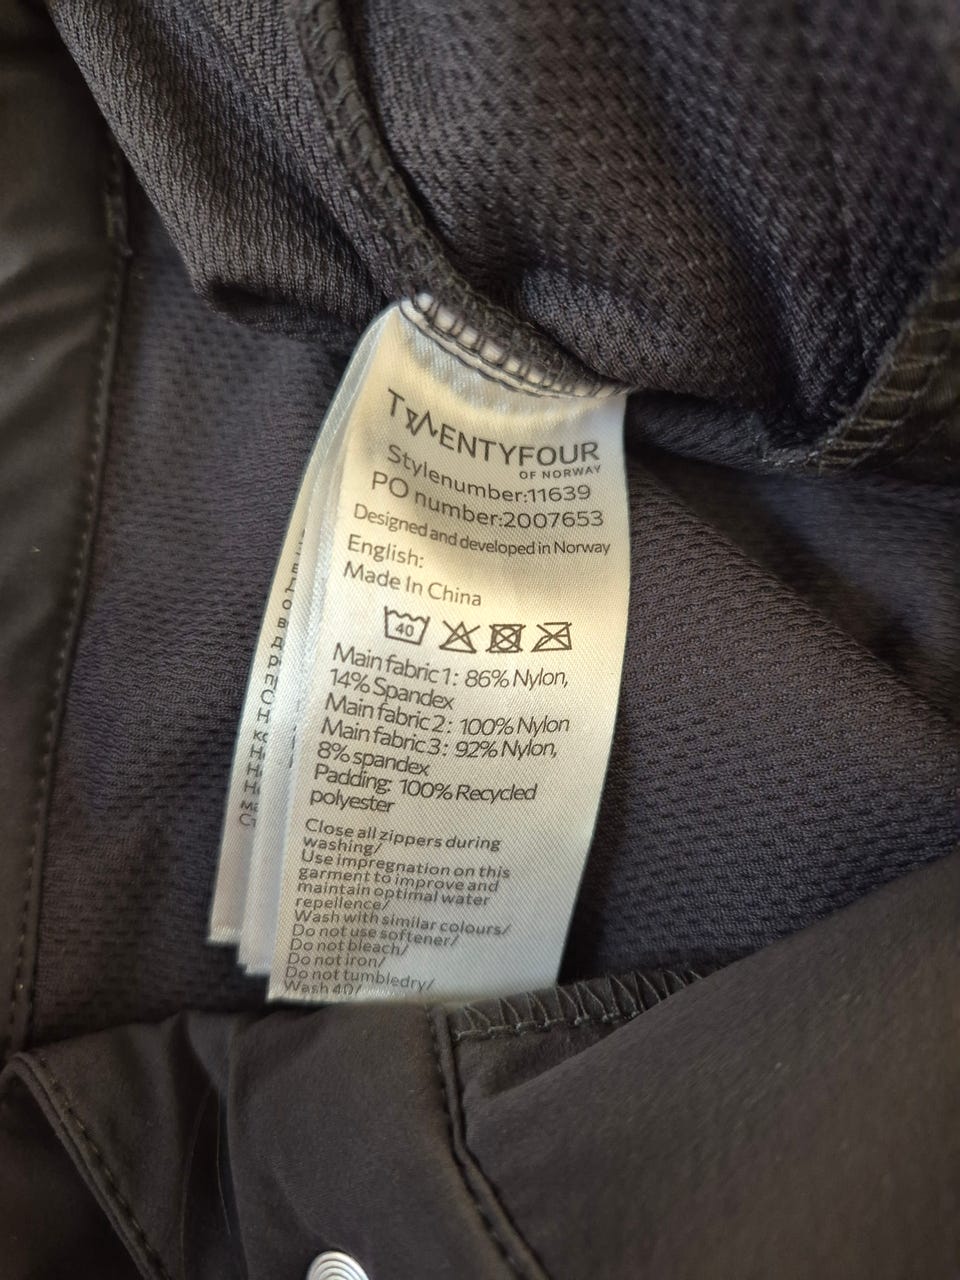 TWENTYFOUR
OF NORWAY
Stylenumber:11639
PO number:2007653
Designed and developed in Norway
English:
Made In China
40
Main fabric 1: 86% Nylon,
14% Spandex
Main fabric 2: 100% Nylon
Main fabric 3: 92% Nylon,
8% spandex
Padding: 100% Recycled
polyester
Close all zippers during
washing/
Use impregnation on this
garment to improve and
maintain optimal water
repellence/
Wash with similar colours/
Do not use softener/
Do not bleach/
Do not iron/
Do not tumbledry/
Wash 40/